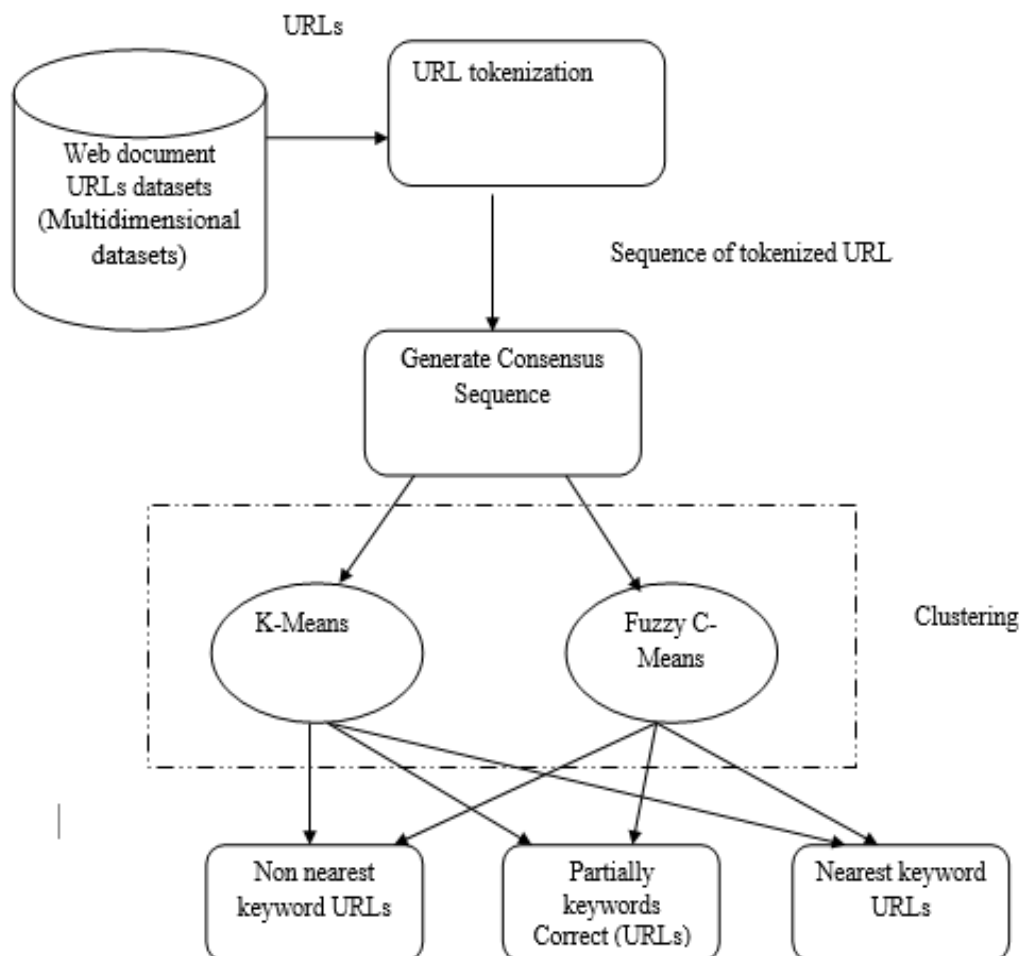 URLs
URL tokenization
Web document
URLs datasets
(Multidimensional
datasets)
Sequence of tokenized URL
Generate Consensus
Sequence
K-Means
Fuzzy C-
Means
Clustering
Non nearest
keyword URLs
Partially
keywords
Correct (URLs)
Nearest keyword
URLs